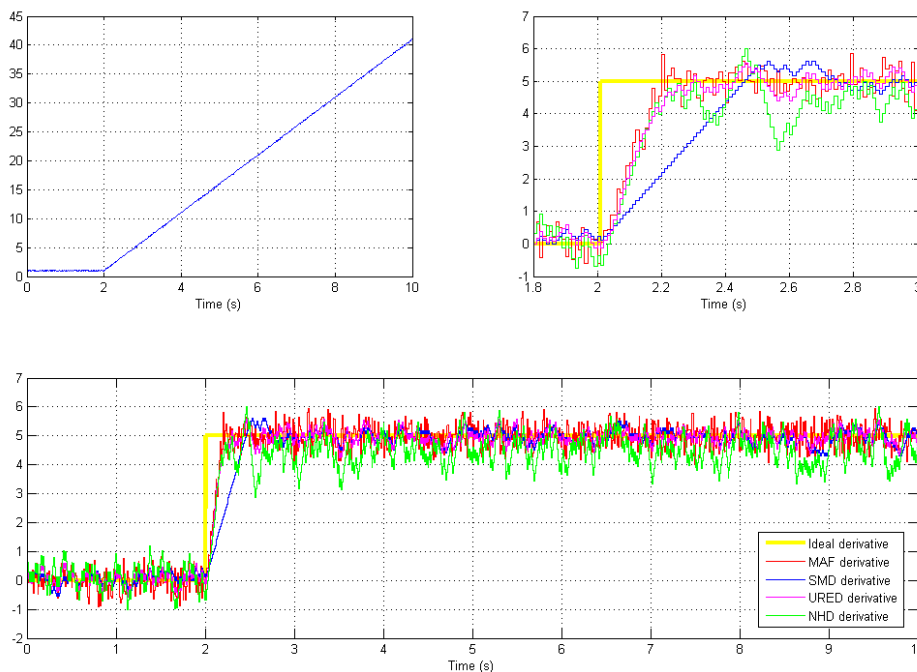 45
40
35
30
25
20
15
10
5
0
0 2 4 6 8 10
Time (s)
7
6
5
4
3
2
1
0
-1
1.8 2 2.2 2.4 2.6 2.8 3
Time (s)
7
6
5
4
3
2
1
0
-1
-2
0 1 2 3 4 5 6 7 8 9
Time (s)
Ideal derivative
MAF derivative
SMD derivative
URED derivative
NHD derivative